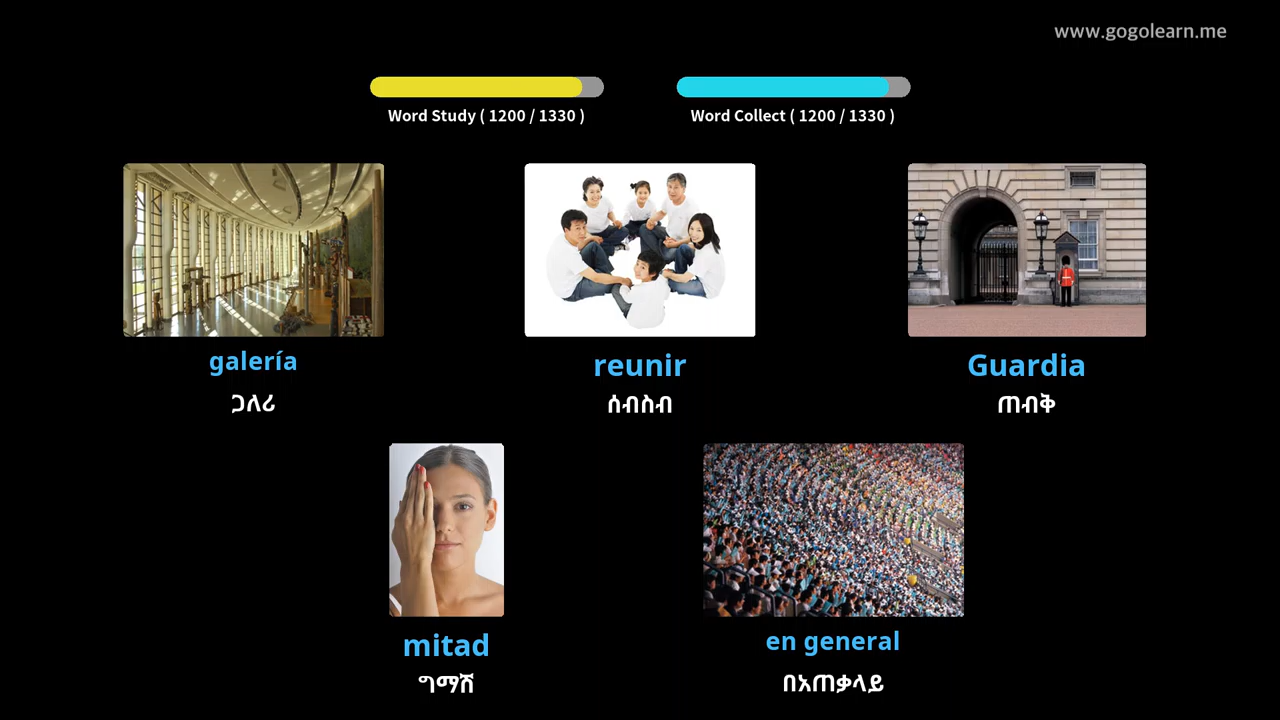 www.gogolearn.me
Word Study ( 1200 / 1330 )
Word Collect ( 1200 / 1330 )
galería
ጋለሪ
reunir
ሰብስብ
Guardia
ጠብቅ
mitad
ግማሽ
en general
በአጠቃላይ